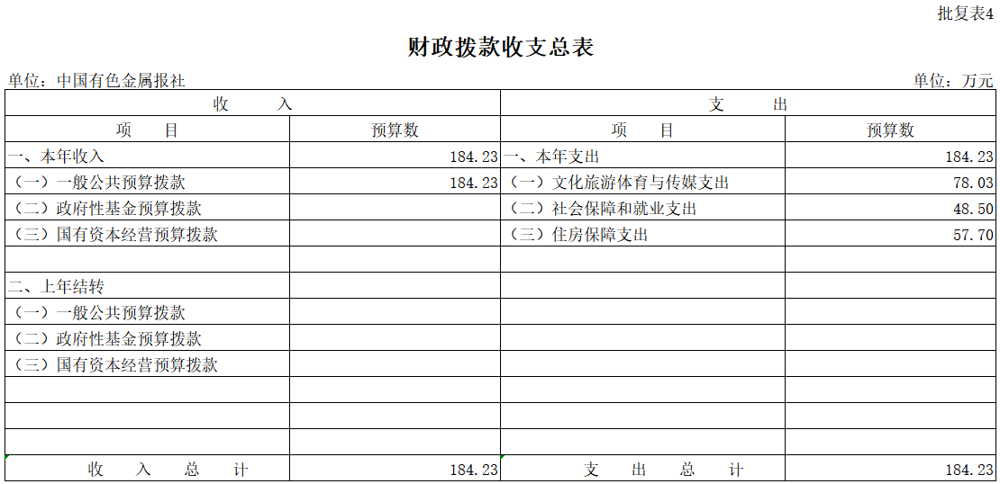 批复表4
财政拨款收支总表
单位：中国有色金属报社 单位：万元
收 入 支 出
项 目 预算数 项 目 预算数
一、本年收入 184.23 一、本年支出 184.23
（一）一般公共预算拨款 184.23 （一）文化旅游体育与传媒支出 78.03
（二）政府性基金预算拨款 （二）社会保障和就业支出 48.50
（三）国有资本经营预算拨款 （三）住房保障支出 57.70
二、上年结转
（一）一般公共预算拨款
（二）政府性基金预算拨款
（三）国有资本经营预算拨款
收 入 总 计 184.23 支 出 总 计 184.23